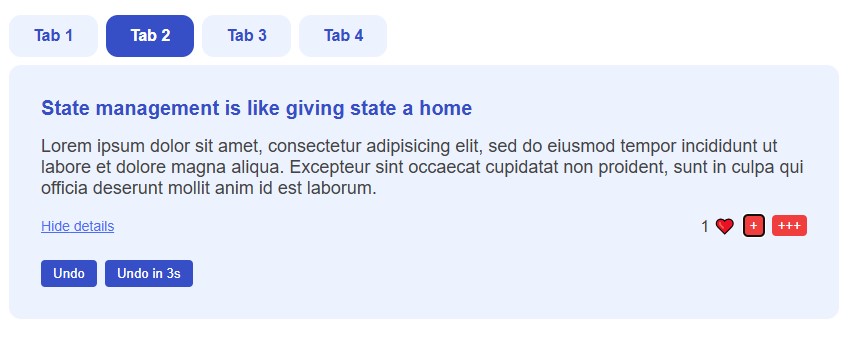 Tab 1 Tab 2 Tab 3 Tab 4
State management is like giving state a home
Lorem ipsum dolor sit amet, consectetur adipisicing elit, sed do eiusmod tempor incididunt ut
labore et dolore magna aliqua. Excepteur sint occaecat cupidatat non proident, sunt in culpa qui
officia deserunt mollit anim id est laborum.
Hide details 1 ❤️ + +++
Undo Undo in 3s